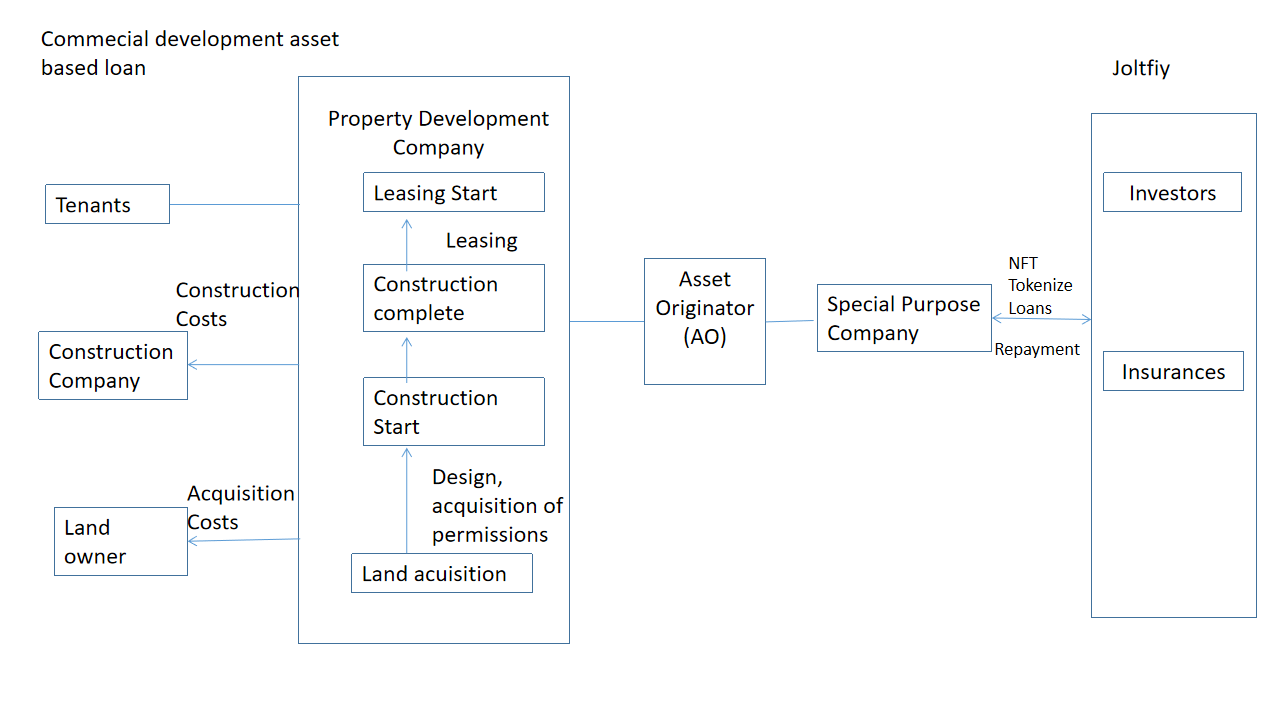 Commecial development asset
based loan
Joltfiy
Property Development
Company
Leasing Start
Investors
Tenants
Leasing
NFT
Tokenize
Loans
Asset
Originator
(AO)
Construction
complete
Construction
Costs
Special Purpose
Company
Construction
Company
Repayment
Insurances
Construction
Start
Design,
acquisition of
permissions
Acquisition
Costs
Land
owner
Land acuisition